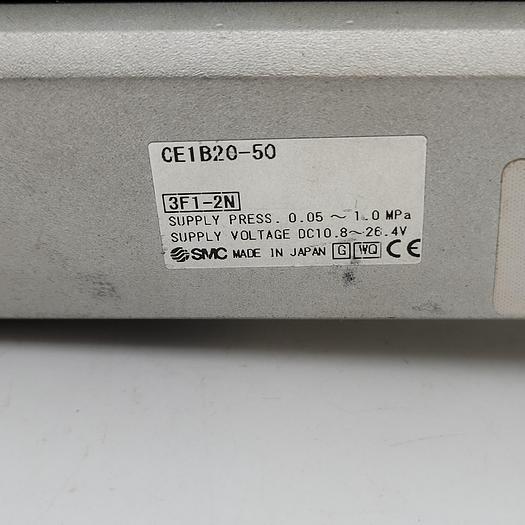 CE1B20-50
3F1-2N
SUPPLY PRESS. 0.05 ~ 1.0 MPa
SUPPLY VOLTAGE DC10.8~26.4V
SMC MADE IN JAPAN G WQ CE